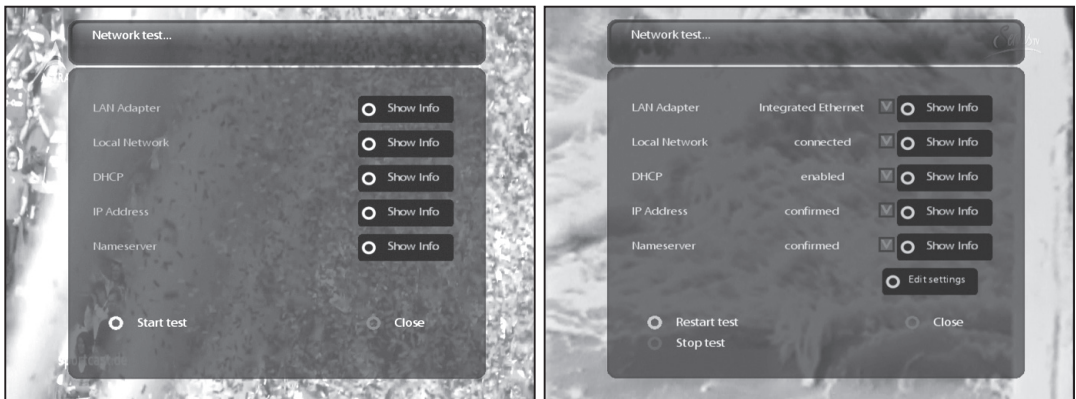 Network test...
LAN Adapter Show Info
Local Network Show Info
DHCP Show Info
IP Address Show Info
Nameserver Show Info
Start test Close
Network test...
LAN Adapter Integrated Ethernet Show Info
Local Network connected Show Info
DHCP enabled Show Info
IP Address confirmed Show Info
Nameserver confirmed Show Info
Edit settings
Restart test Close
Stop test